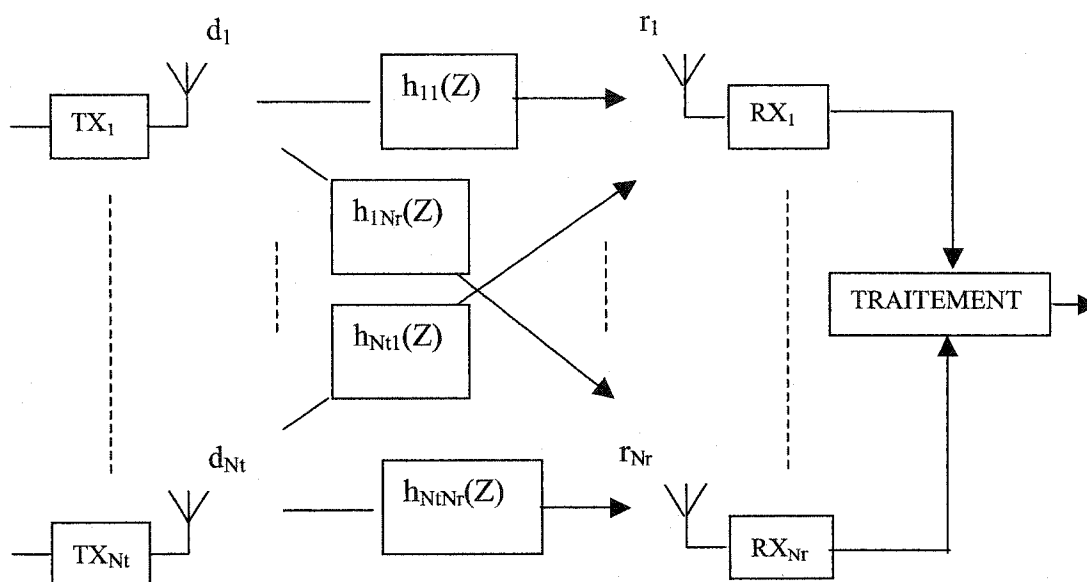 d₁
r₁
TX₁
h₁₁(Z)
RX₁
h₁Nr(Z)
TRAITEMENT
hNt1(Z)
dNt
rNr
hNtNr(Z)
TXNt
RXNr